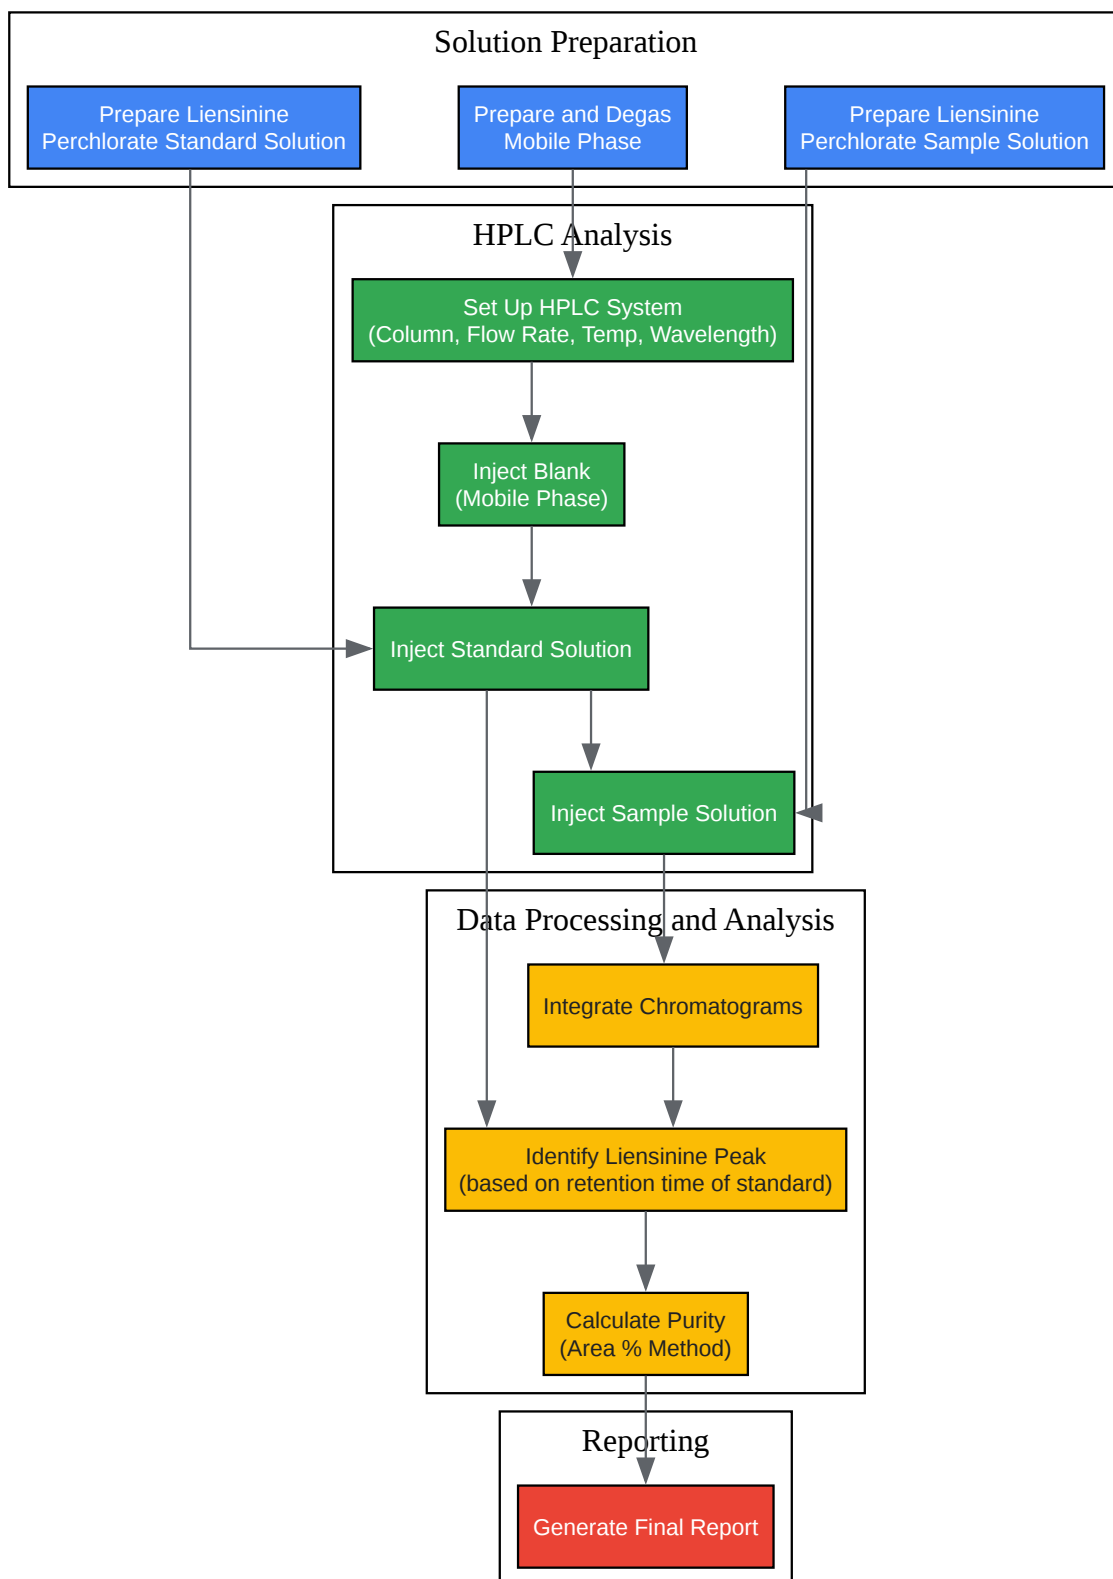 Solution Preparation
Prepare Liensinine
Perchlorate Standard Solution
Prepare and Degas
Mobile Phase
Prepare Liensinine
Perchlorate Sample Solution
HPLC Analysis
Set Up HPLC System
(Column, Flow Rate, Temp, Wavelength)
Inject Blank
(Mobile Phase)
Inject Standard Solution
Inject Sample Solution
Data Processing and Analysis
Integrate Chromatograms
Identify Liensinine Peak
(based on retention time of standard)
Calculate Purity
(Area % Method)
Reporting
Generate Final Report